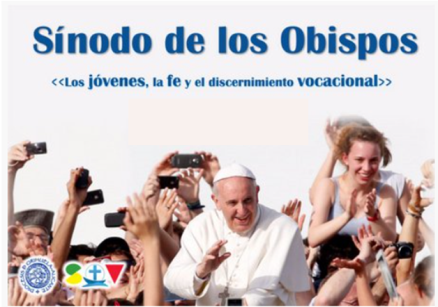 Sínodo de los Obispos
<<Los jóvenes, la fe y el discernimiento vocacional>>